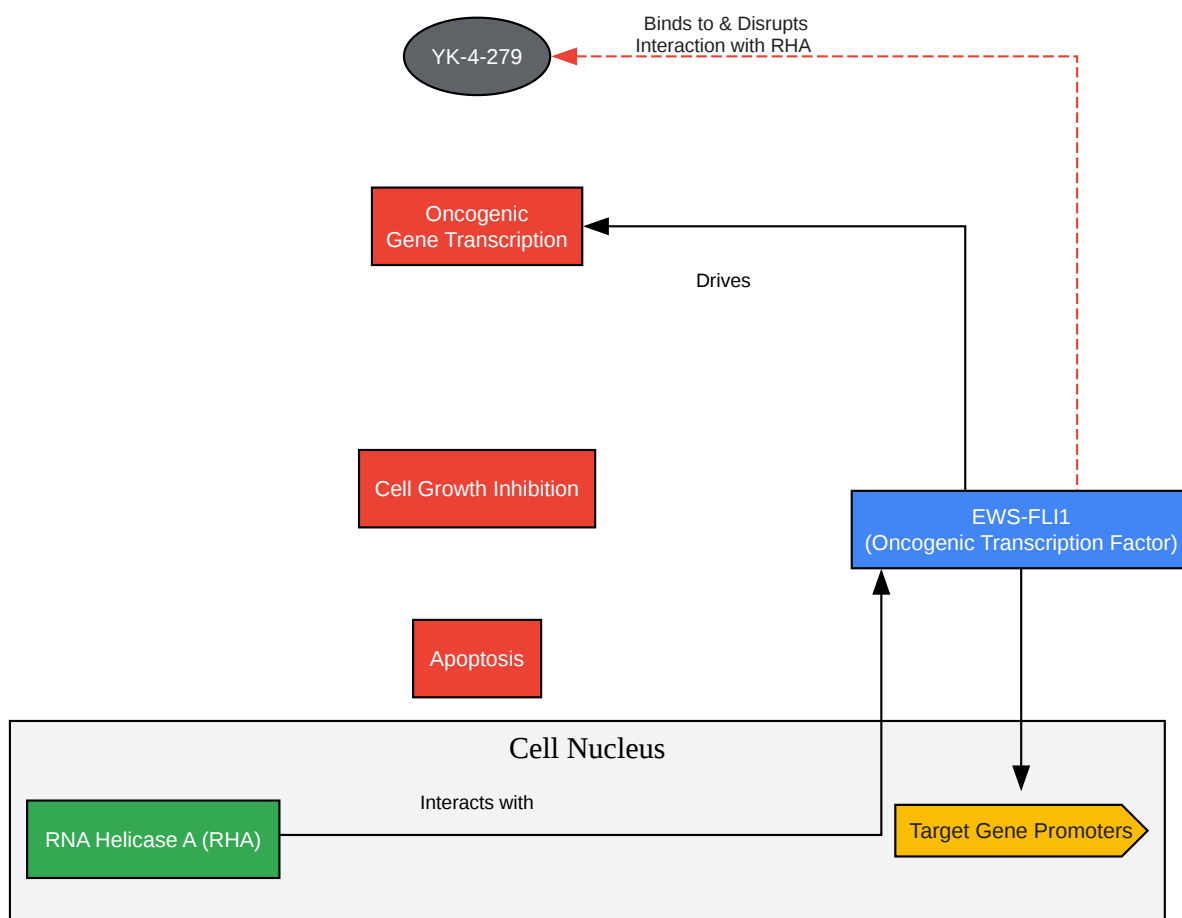 Binds to & Disrupts
Interaction with RHA
YK-4-279
Oncogenic
Gene Transcription
Drives
Cell Growth Inhibition
EWS-FLI1
(Oncogenic Transcription Factor)
Apoptosis
Cell Nucleus
Interacts with
RNA Helicase A (RHA)
Target Gene Promoters